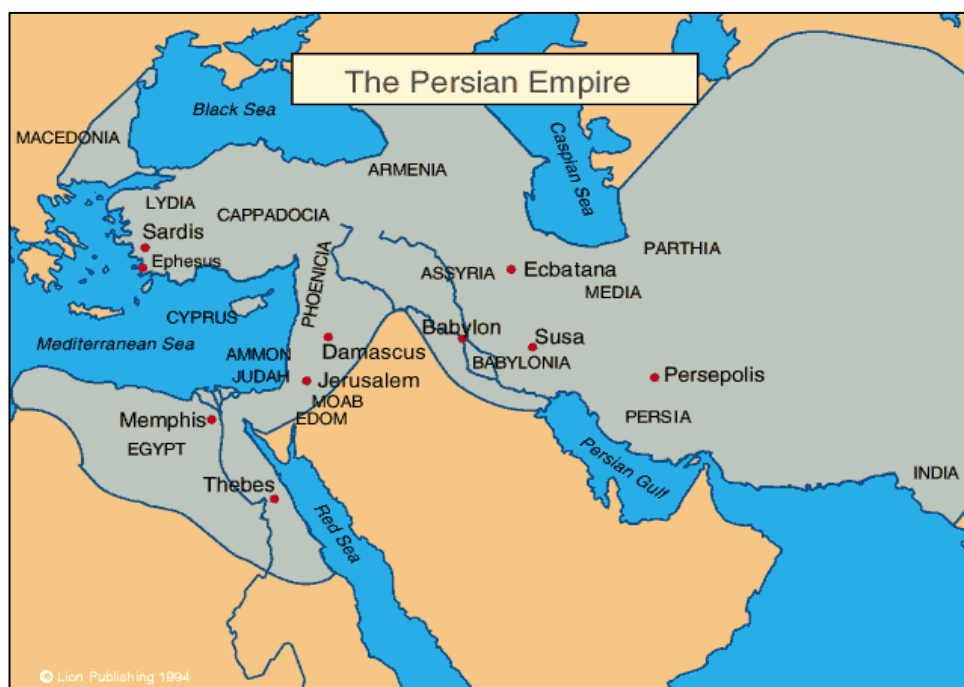 The Persian Empire
Black Sea
MACEDONIA
Caspian Sea
ARMENIA
LYDIA
CAPPADOCIA
Sardis
PARTHIA
Ephesus
PHOENICIA
ASSYRIA
Ecbatana
MEDIA
CYPRUS
Mediterranean Sea
Babylon
Susa
AMMON
Damascus
BABYLONIA
JUDAH
Jerusalem
Persepolis
MOAB
Memphis
EDOM
PERSIA
EGYPT
Persian Gulf
INDIA
Thebes
Red Sea
© Lion Publishing 1994